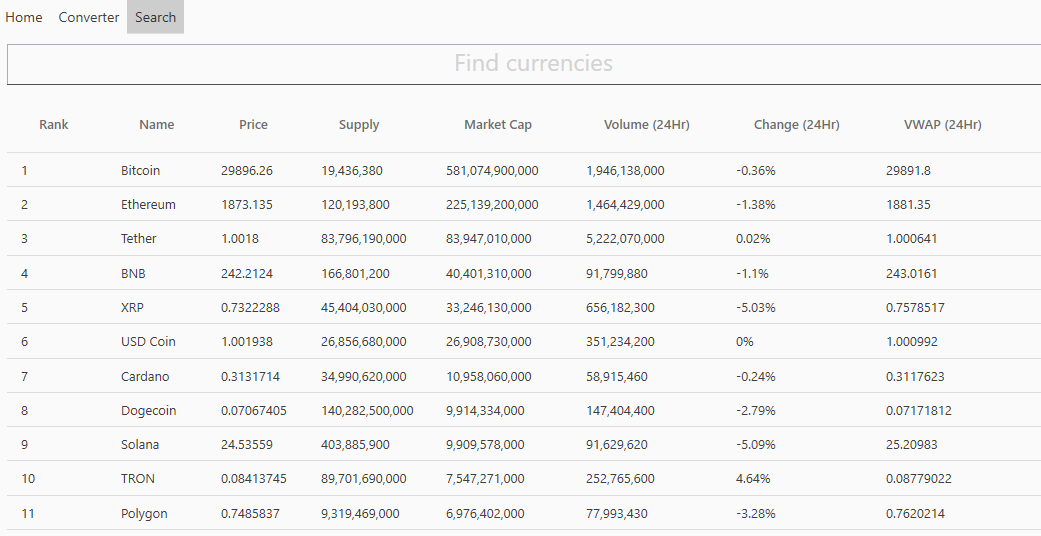 Home Converter Search
Find currencies
Rank Name Price Supply Market Cap Volume (24Hr) Change (24Hr) VWAP (24Hr)
1 Bitcoin 29896.26 19,436,380 581,074,900,000 1,946,138,000 -0.36% 29891.8
2 Ethereum 1873.135 120,193,800 225,139,200,000 1,464,429,000 -1.38% 1881.35
3 Tether 1.0018 83,796,190,000 83,947,010,000 5,222,070,000 0.02% 1.000641
4 BNB 242.2124 166,801,200 40,401,310,000 91,799,880 -1.1% 243.0161
5 XRP 0.7322288 45,404,030,000 33,246,130,000 656,182,300 -5.03% 0.7578517
6 USD Coin 1.001938 26,856,680,000 26,908,730,000 351,234,200 0% 1.000992
7 Cardano 0.3131714 34,990,620,000 10,958,060,000 58,915,460 -0.24% 0.3117623
8 Dogecoin 0.07067405 140,282,500,000 9,914,334,000 147,404,400 -2.79% 0.07171812
9 Solana 24.53559 403,885,900 9,909,578,000 91,629,620 -5.09% 25.20983
10 TRON 0.08413745 89,701,690,000 7,547,271,000 252,765,600 4.64% 0.08779022
11 Polygon 0.7485837 9,319,469,000 6,976,402,000 77,993,430 -3.28% 0.7620214